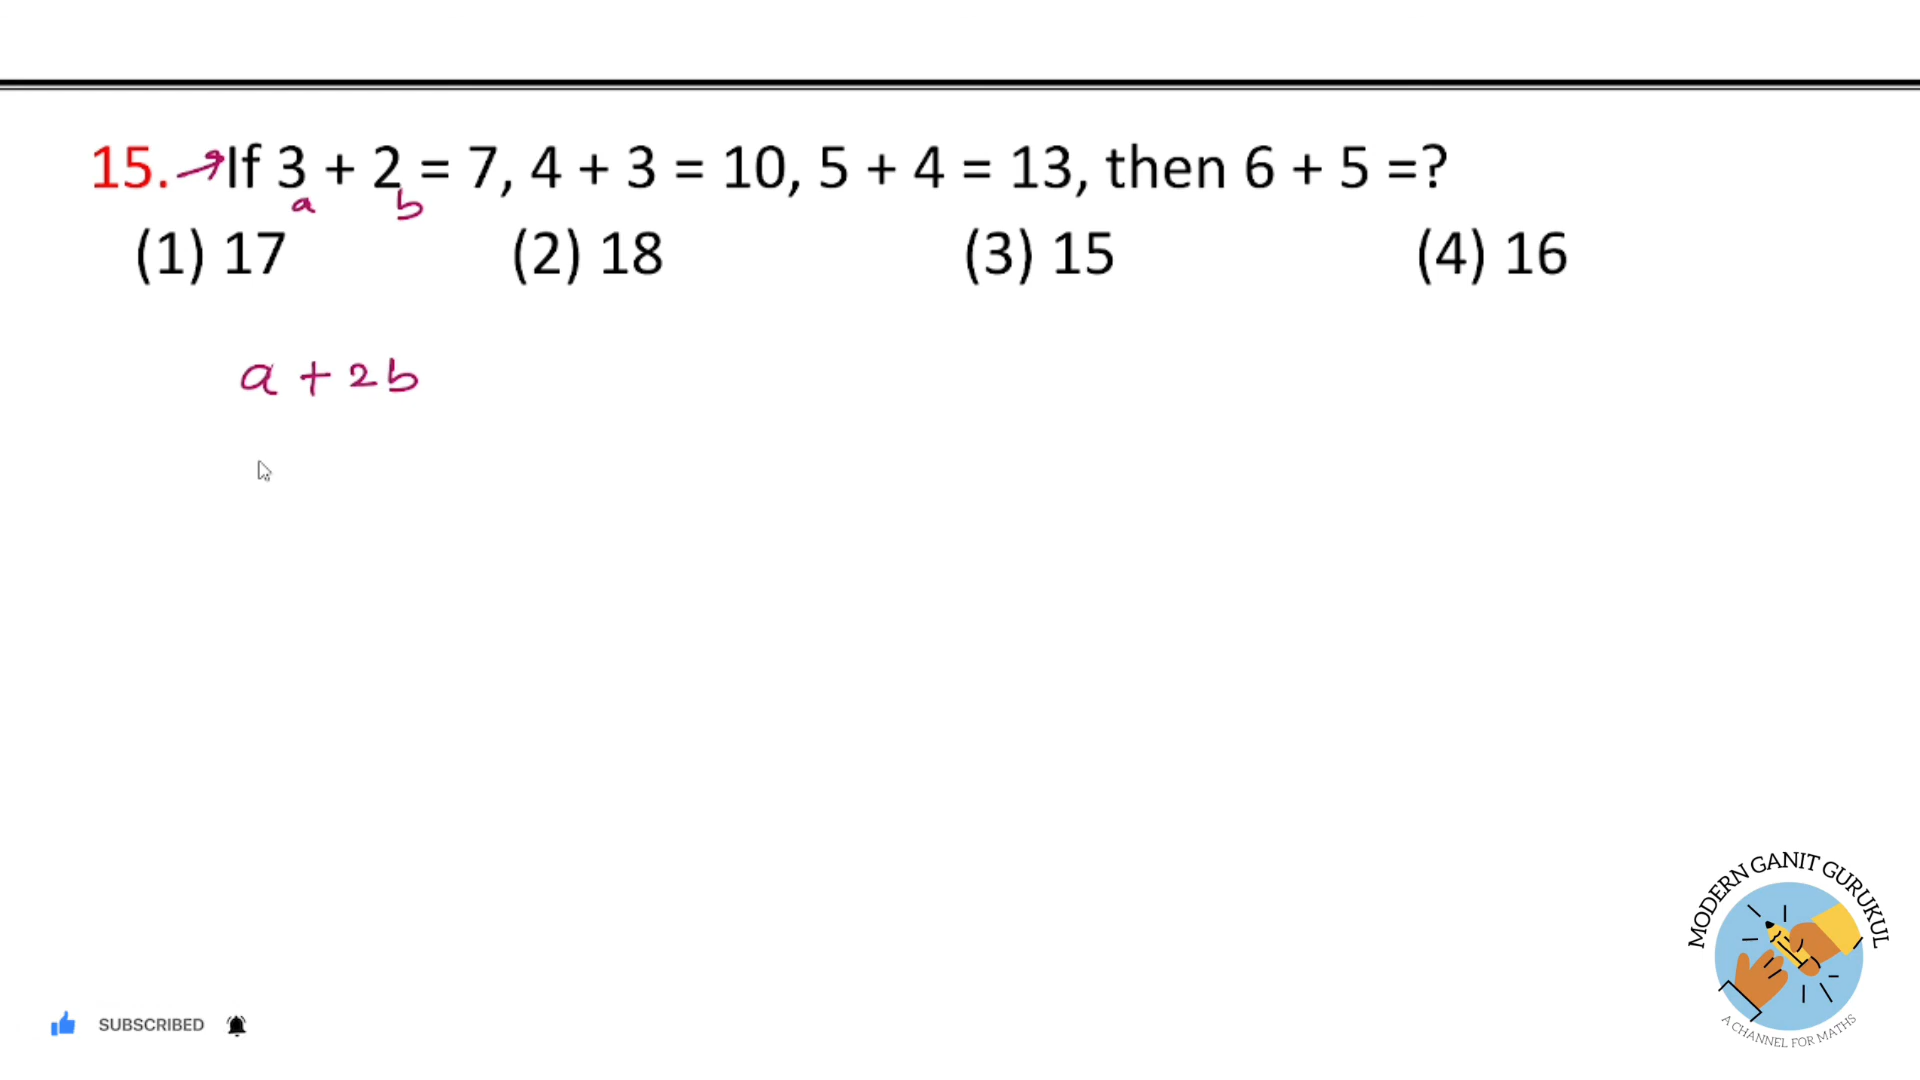 15. If 3 + 2 = 7, 4 + 3 = 10, 5 + 4 = 13, then 6 + 5 =?
a b
(1) 17 (2) 18 (3) 15 (4) 16
a + 2b
MODERN GANIT GURUKUL
A CHANNEL FOR MATHS
SUBSCRIBED